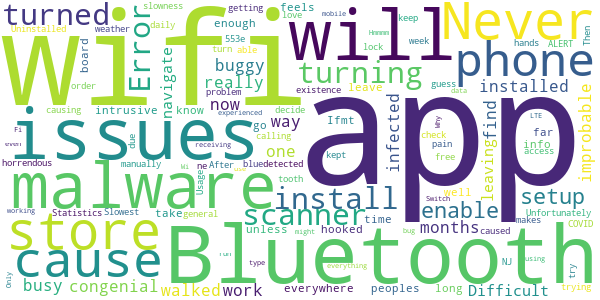 turned
wifi
will
Never
Error
phone
turning
buggy
really
now
navigate
installed
issues
app
malware
install
scanner
setup
enable
store
cause
Bluetooth
months
busy
congenial
walked
work
Difficult
everywhere
peoples
long
slowness
daily
Uninstalled
weather
enough
553e
getting
feels
love
mobile
Hmmmm
keep
week
board
turn
able
lock
hands
ALERT
Then
order
problem
existence
decide
guess
data
causing
intrusive
know
way
leave
infected
find
leaving
improbable
Fi
due
go
calling
Ifmt
Why
LTE
far
info
access
one
check
pain
free
receiving
experienced
kept
horrendous
manually
Wi
ne
After
blue
detected
tooth
well
Switch
Unfortunately
COVID
working
Statistics
Slowest
Usage
take
general
time
hooked
caused
makes
unless
might
bug
using
try
trying
NJ
type
everything
Only